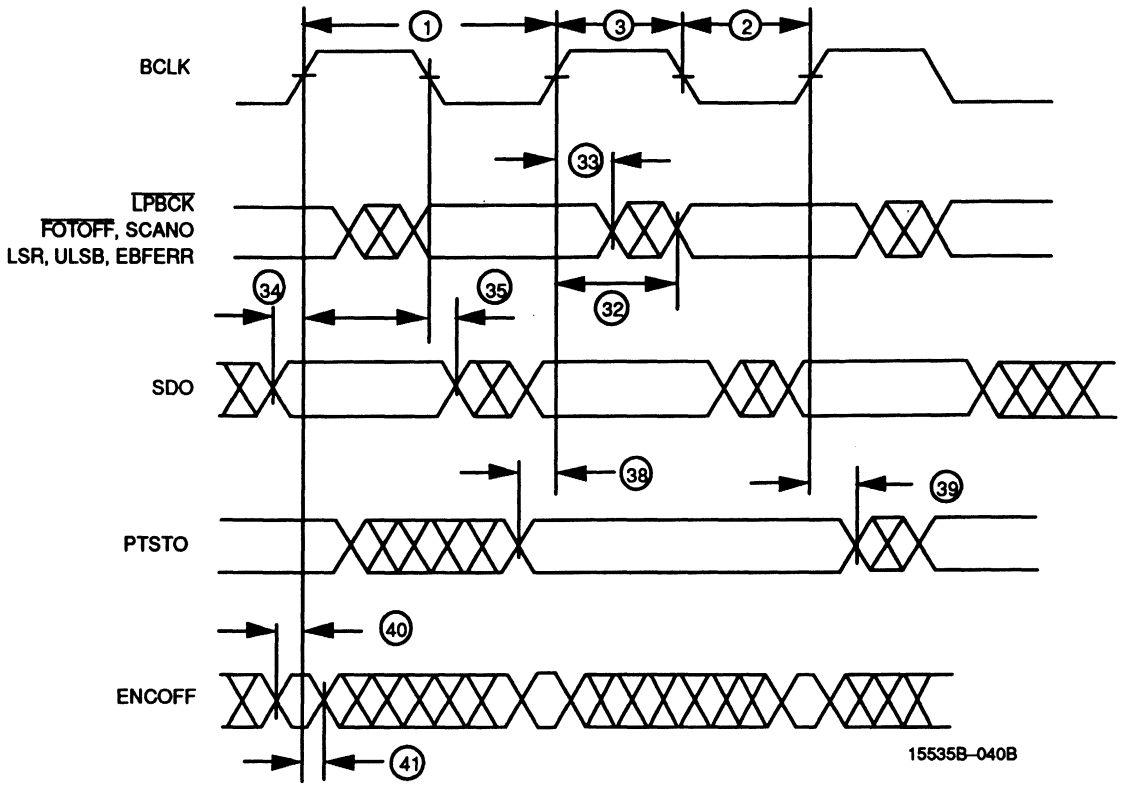 1
3
2
BCLK
33
LPBCK
FOTOFF, SCANO
LSR, ULSB, EBFERR
34
35
32
SDO
38
39
PTSTO
40
ENCOFF
41
15535B-040B